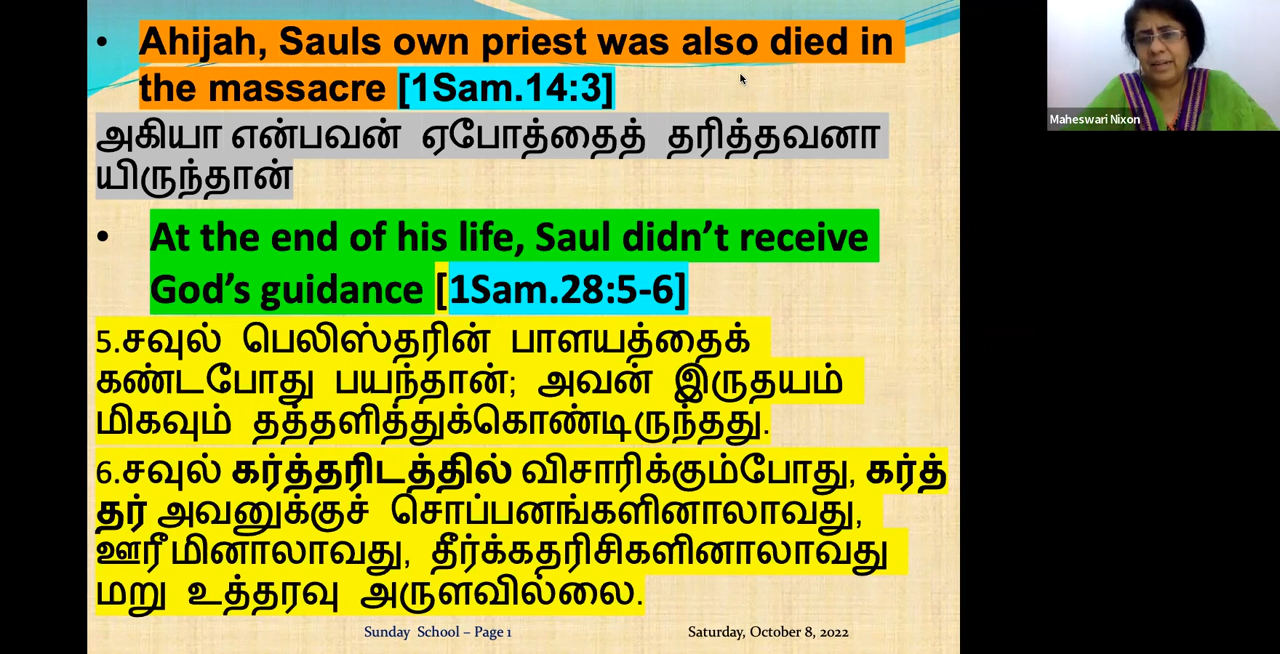 • Ahijah, Sauls own priest was also died in
the massacre [1Sam.14:3]
அகியா என்பவன் ஏபோத்தைத் தரித்தவனா
யிருந்தான்
• At the end of his life, Saul didn’t receive
God’s guidance [1Sam.28:5-6]
5.சவுல் பெலிஸ்தரின் பாளயத்தைக்
கண்டபோது பயந்தான்; அவன் இருதயம்
மிகவும் தத்தளித்துக்கொண்டிருந்தது.
6.சவுல் கர்த்தரிடத்தில் விசாரிக்கும்போது, கர்த்
தர் அவனுக்குச் சொப்பனங்களினாலாவது,
ஊரீமினாலாவது, தீர்க்கதரிசிகளினாலாவது
மறு உத்தரவு அருளவில்லை.
Sunday School – Page 1 Saturday, October 8, 2022
Maheswari Nixon